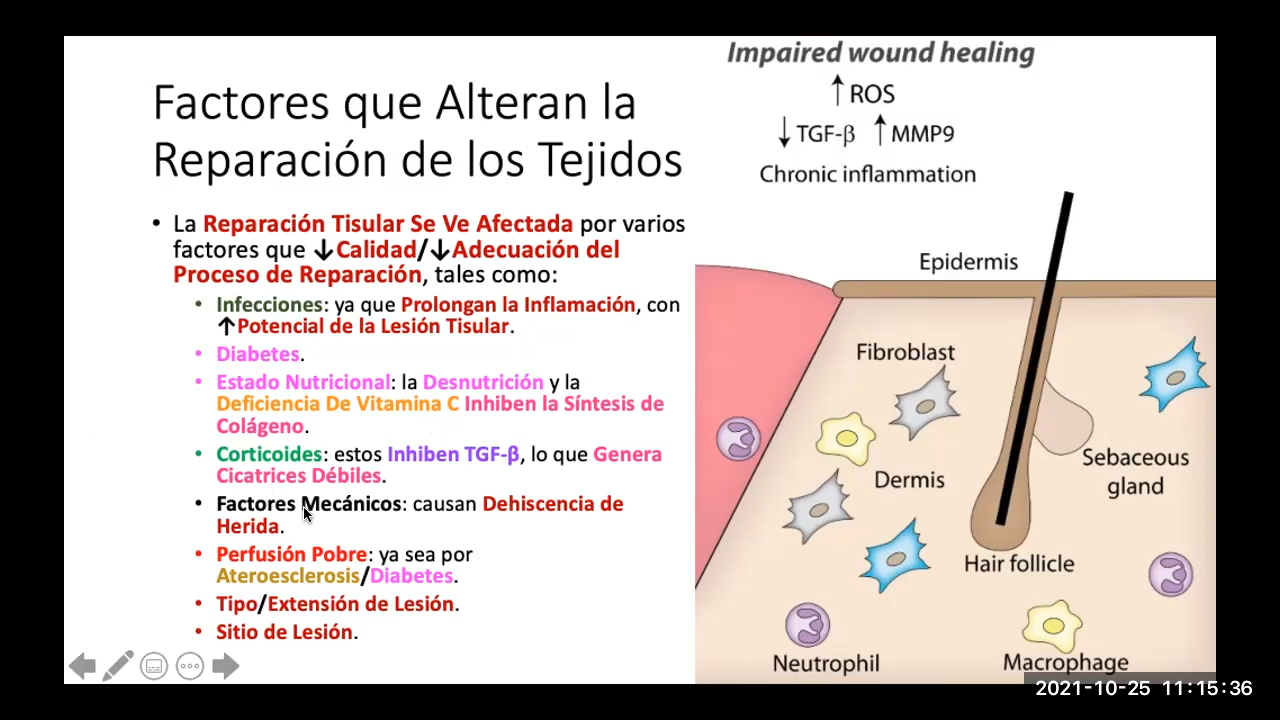 Factores que Alteran la
Reparación de los Tejidos
• La Reparación Tisular Se Ve Afectada por varios
factores que ↓Calidad/↓Adecuación del
Proceso de Reparación, tales como:
• Infecciones: ya que Prolongan la Inflamación, con
↑Potencial de la Lesión Tisular.
• Diabetes.
• Estado Nutricional: la Desnutrición y la
Deficiencia De Vitamina C Inhiben la Síntesis de
Colágeno.
• Corticoides: estos Inhiben TGF-β, lo que Genera
Cicatrices Débiles.
• Factores Mecánicos: causan Dehiscencia de
Herida.
• Perfusión Pobre: ya sea por
Ateroesclerosis/Diabetes.
• Tipo/Extensión de Lesión.
• Sitio de Lesión.
Impaired wound healing
↑ ROS
↓ TGF-β ↑ MMP9
Chronic inflammation
Epidermis
Fibroblast
Dermis
Sebaceous
gland
Hair follicle
Neutrophil
Macrophage
2021-10-25 11:15:36